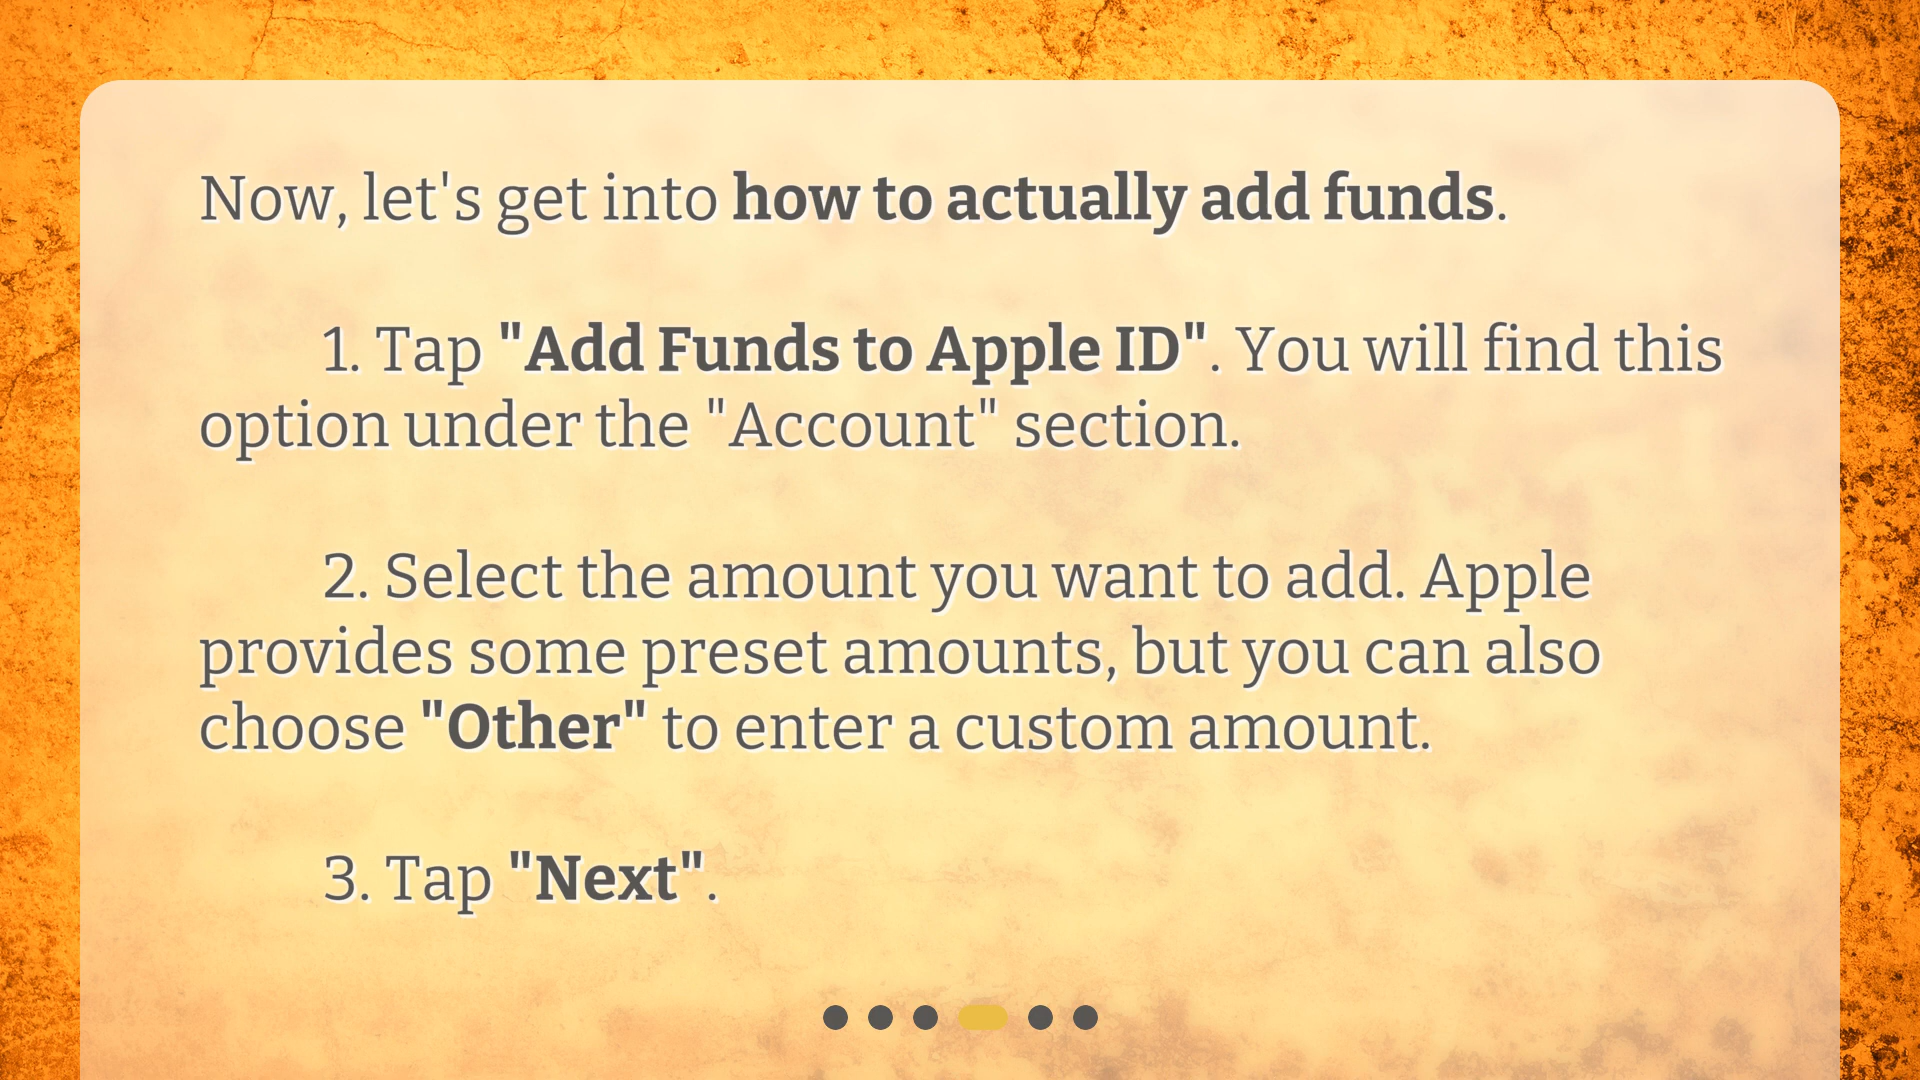 Now, let's get into how to actually add funds.
1. Tap "Add Funds to Apple ID". You will find this
option under the "Account" section.
2. Select the amount you want to add. Apple
provides some preset amounts, but you can also
choose "Other" to enter a custom amount.
3. Tap "Next".